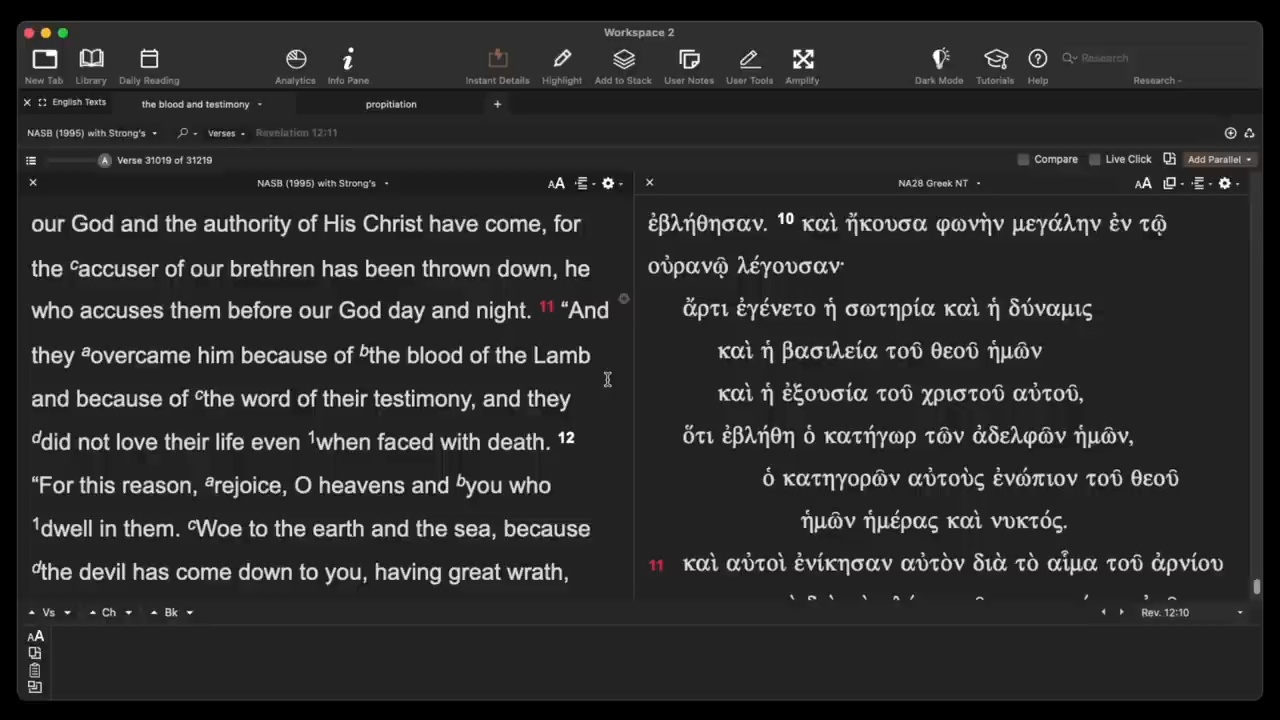 Workspace 2
New Tab Library Daily Reading Analytics Info Pane Instant Details Highlight Add to Stack User Notes User Tools Amplify Dark Mode Tutorials Help Research Research
English Texts the blood and testimony propitiation +
NASB (1995) with Strong's Verses Revelation 12:11
A Verse 31019 of 31219 Compare Live Click Add Parallel
NASB (1995) with Strong's AA
our God and the authority of His Christ have come, for
the caccuser of our brethren has been thrown down, he
who accuses them before our God day and night. 11 “And
they aovercame him because of bthe blood of the Lamb
and because of cthe word of their testimony, and they
ddid not love their life even 1when faced with death. 12
“For this reason, arejoice, O heavens and byou who
1dwell in them. cWoe to the earth and the sea, because
dthe devil has come down to you, having great wrath,
NA28 Greek NT AA
ἐβλήθησαν. 10 καὶ ἤκουσα φωνὴν μεγάλην ἐν τῷ
οὐρανῷ λέγουσαν·
ἄρτι ἐγένετο ἡ σωτηρία καὶ ἡ δύναμις
καὶ ἡ βασιλεία τοῦ θεοῦ ἡμῶν
καὶ ἡ ἐξουσία τοῦ χριστοῦ αὐτοῦ,
ὅτι ἐβλήθη ὁ κατήγωρ τῶν ἀδελφῶν ἡμῶν,
ὁ κατηγορῶν αὐτοὺς ἐνώπιον τοῦ θεοῦ
ἡμῶν ἡμέρας καὶ νυκτός.
11 καὶ αὐτοὶ ἐνίκησαν αὐτὸν διὰ τὸ αἷμα τοῦ ἀρνίου
Vs Ch Bk Rev. 12:10
AA